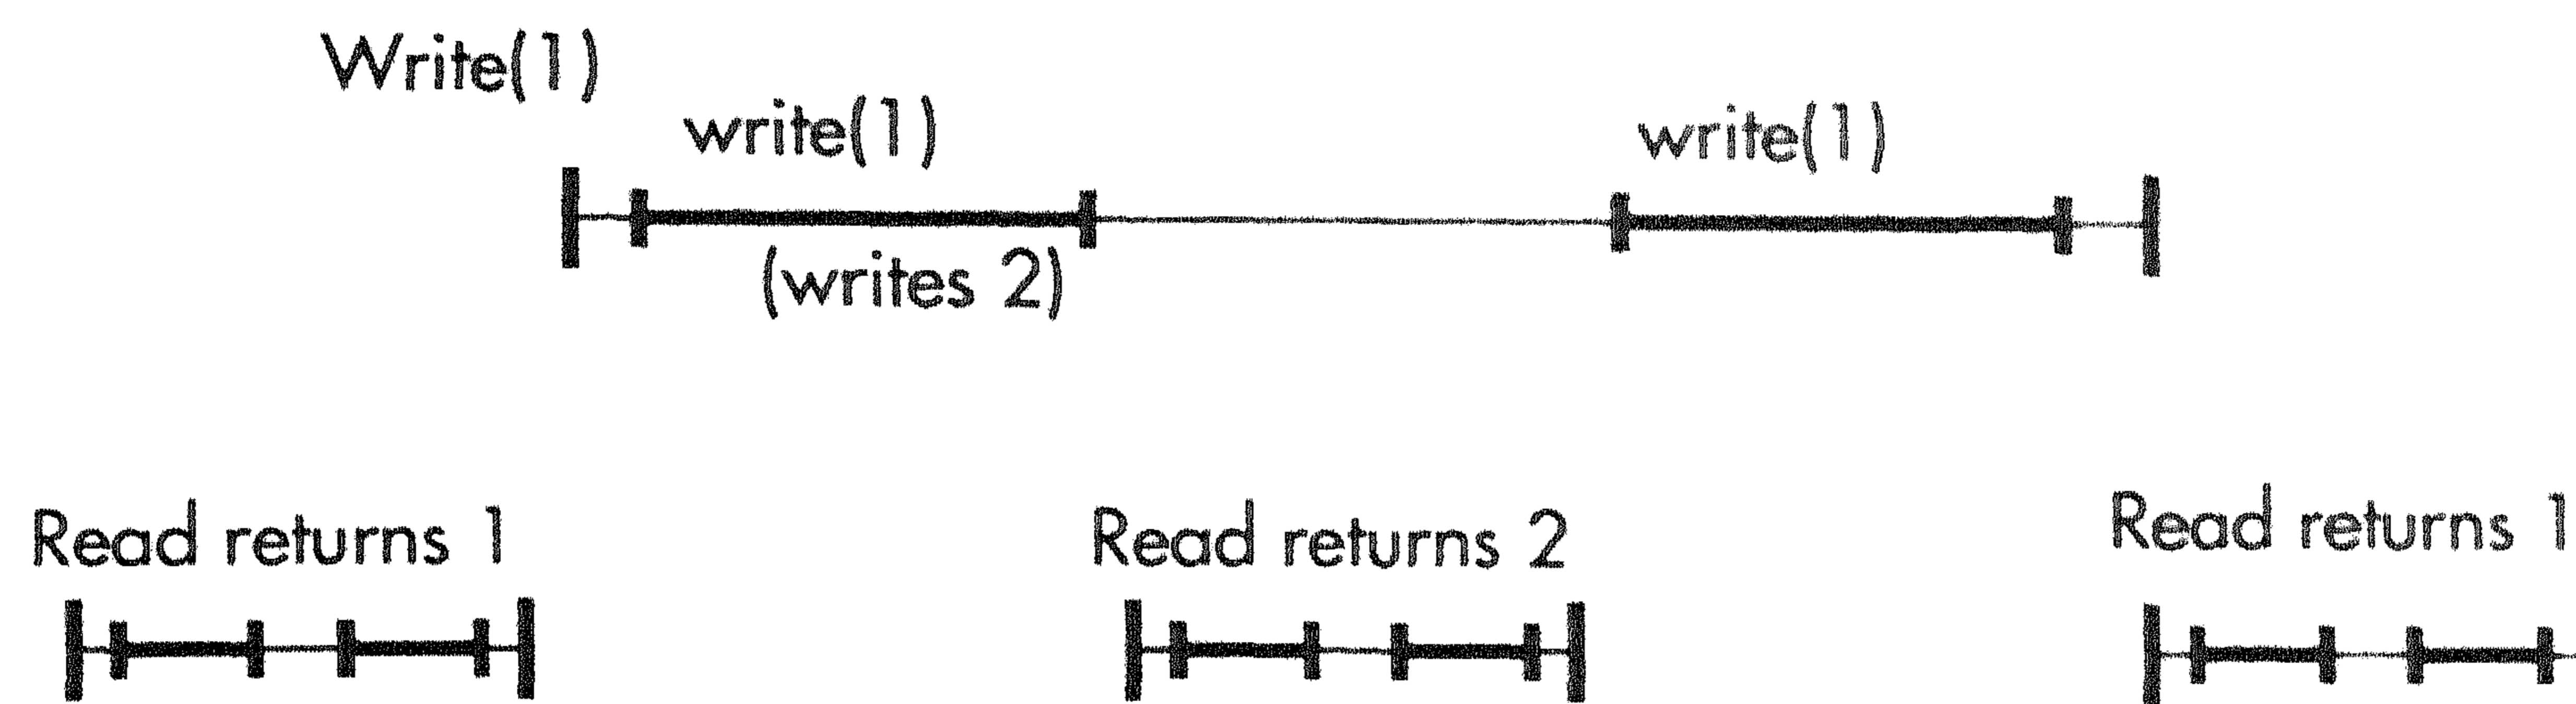 Write(1)
write(1)
write(1)
(writes 2)
Read returns 1
Read returns 2
Read returns 1